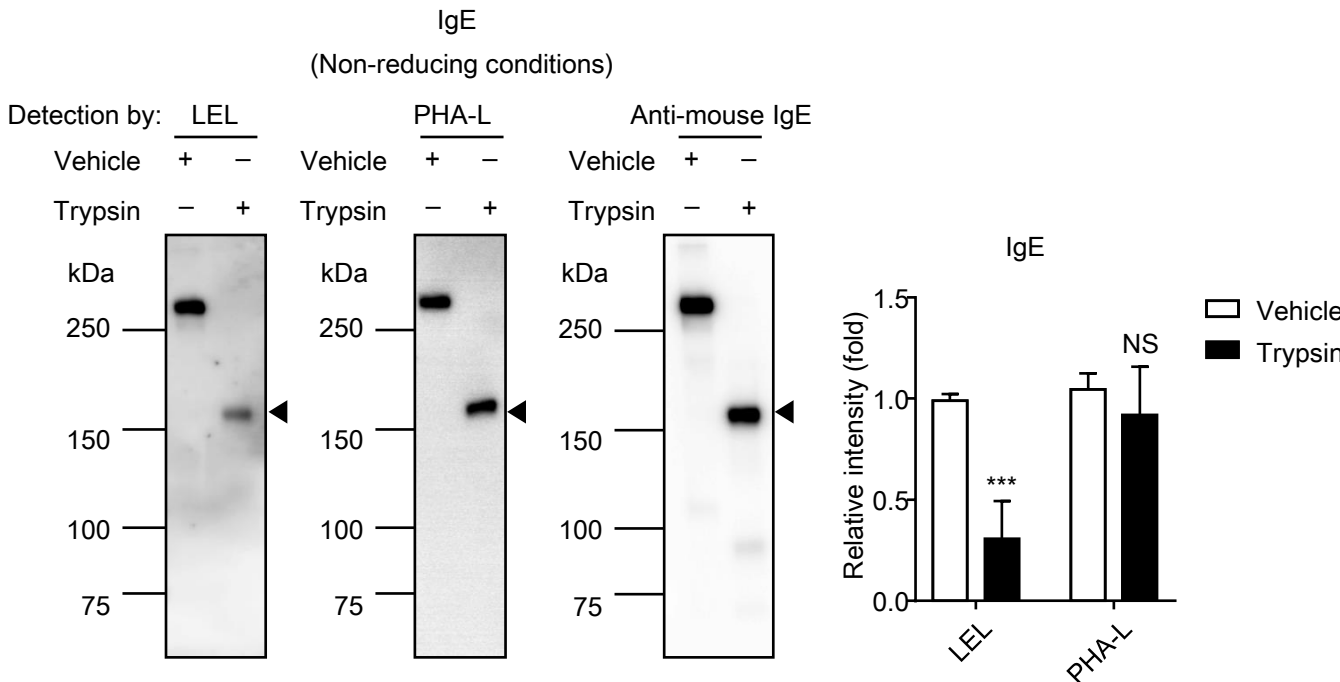 IgE
(Non-reducing conditions)
Detection by: LEL PHA-L Anti-mouse IgE
Vehicle + – Vehicle + – Vehicle + –
Trypsin – + Trypsin – + Trypsin – +
kDa kDa kDa
250 250 250
150 150 150
100 100 100
75 75 75
IgE
Relative intensity (fold)
1.5
1.0
0.5
0.0
***
NS
LEL
PHA-L
Vehicle
Trypsin